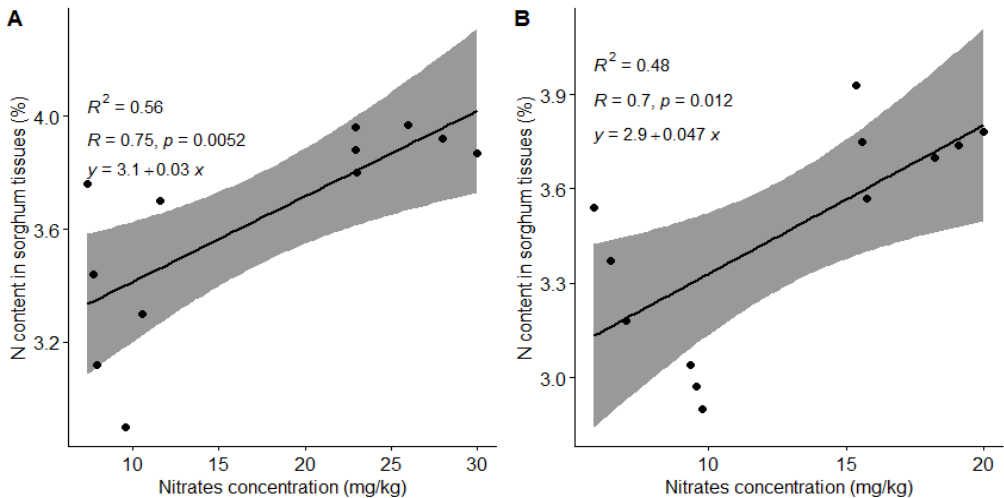 A
N content in sorghum tissues (%)
R² = 0.56
R = 0.75, p = 0.0052
y = 3.1 + 0.03 x
4.0
3.6
3.2
10 15 20 25 30
Nitrates concentration (mg/kg)
B
N content in sorghum tissues (%)
R² = 0.48
R = 0.7, p = 0.012
y = 2.9 + 0.047 x
3.9
3.6
3.3
3.0
10 15 20
Nitrates concentration (mg/kg)